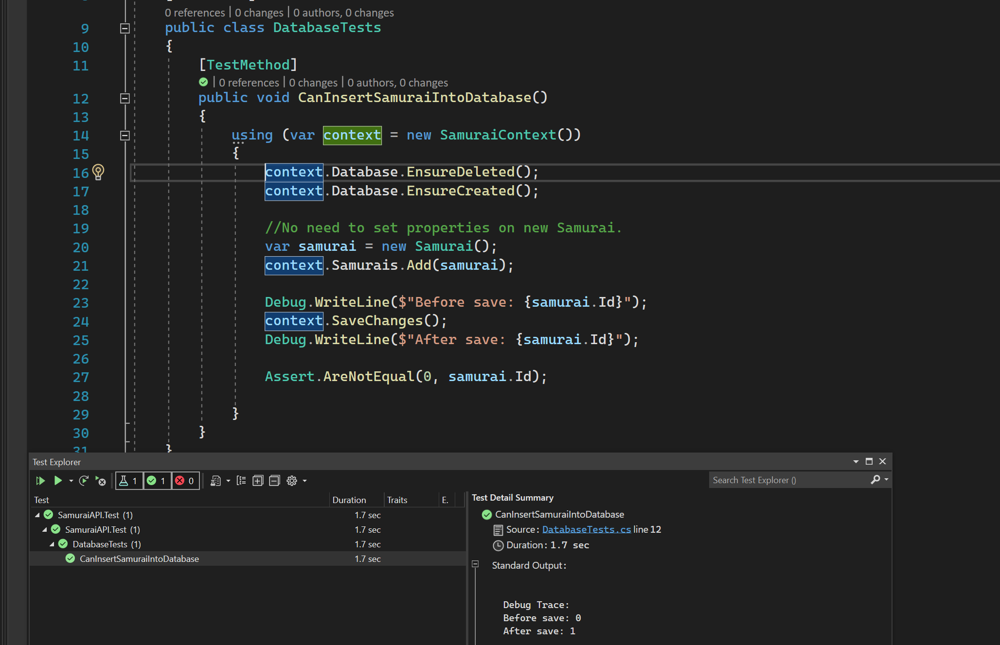 0 references | 0 changes | 0 authors, 0 changes
9 public class DatabaseTests
10 {
11 [TestMethod]
| 0 references | 0 changes | 0 authors, 0 changes
12 public void CanInsertSamuraiIntoDatabase()
13 {
14 using (var context = new SamuraiContext())
15 {
16 context.Database.EnsureDeleted();
17 context.Database.EnsureCreated();
18
19 //No need to set properties on new Samurai.
20 var samurai = new Samurai();
21 context.Samurais.Add(samurai);
22
23 Debug.WriteLine($"Before save: {samurai.Id}");
24 context.SaveChanges();
25 Debug.WriteLine($"After save: {samurai.Id}");
26
27 Assert.AreNotEqual(0, samurai.Id);
28
29 }
30 }
31 }
Test Explorer
1 1 0
Search Test Explorer ()
Test Duration Traits E.
SamuraiAPI.Test (1) 1.7 sec
SamuraiAPI.Test (1) 1.7 sec
DatabaseTests (1) 1.7 sec
CanInsertSamuraiIntoDatabase 1.7 sec
Test Detail Summary
CanInsertSamuraiIntoDatabase
Source: DatabaseTests.cs line 12
Duration: 1.7 sec
Standard Output:
Debug Trace:
Before save: 0
After save: 1